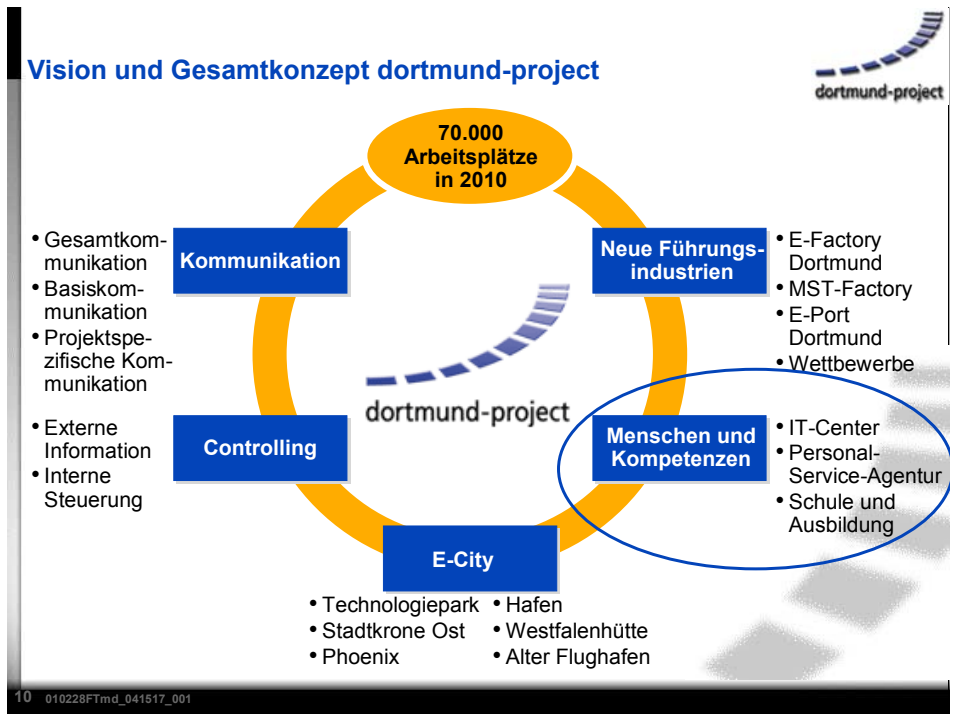 Vision und Gesamtkonzept dortmund-project
dortmund-project
70.000
Arbeitsplätze
in 2010
• Gesamtkom-
munikation
• Basiskom-
munikation
• Projektspe-
zifische Kom-
munikation
Kommunikation
Neue Führungs-
industrien
• E-Factory
Dortmund
• MST-Factory
• E-Port
Dortmund
• Wettbewerbe
dortmund-project
• Externe
Information
• Interne
Steuerung
Controlling
Menschen und
Kompetenzen
• IT-Center
• Personal-
Service-Agentur
• Schule und
Ausbildung
E-City
• Technologiepark
• Stadtkrone Ost
• Phoenix
• Hafen
• Westfalenhütte
• Alter Flughafen
10 010228FTmd_041517_001